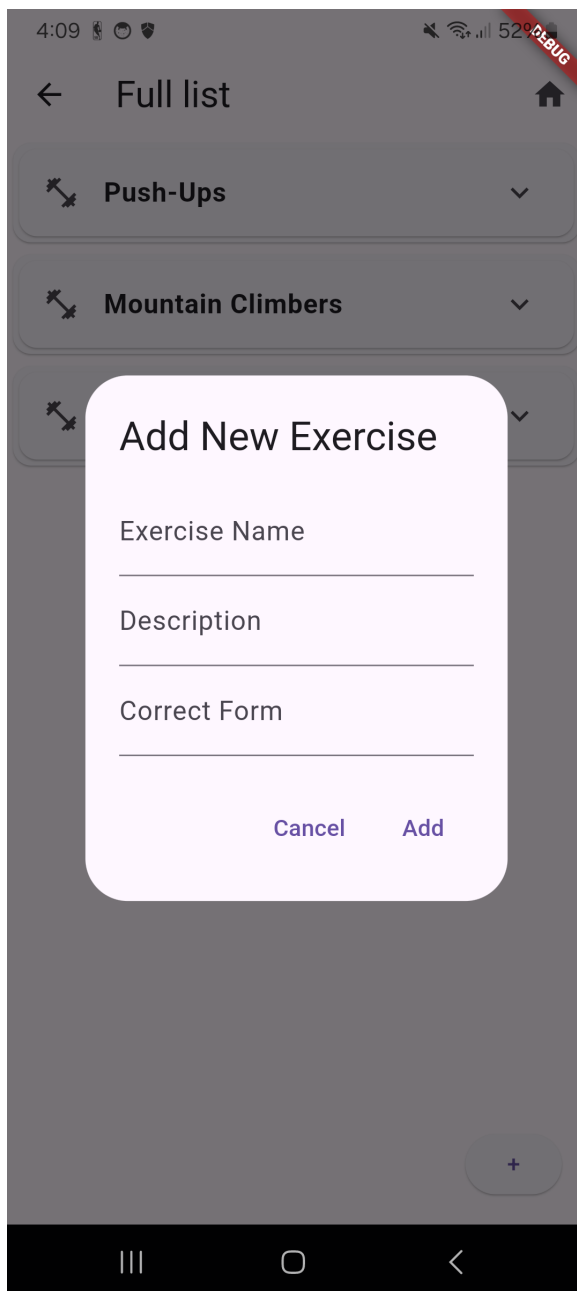 4:09 52%
DEBUG
Full list
Push-Ups
Mountain Climbers
Add New Exercise
Exercise Name
Description
Correct Form
Cancel Add
+